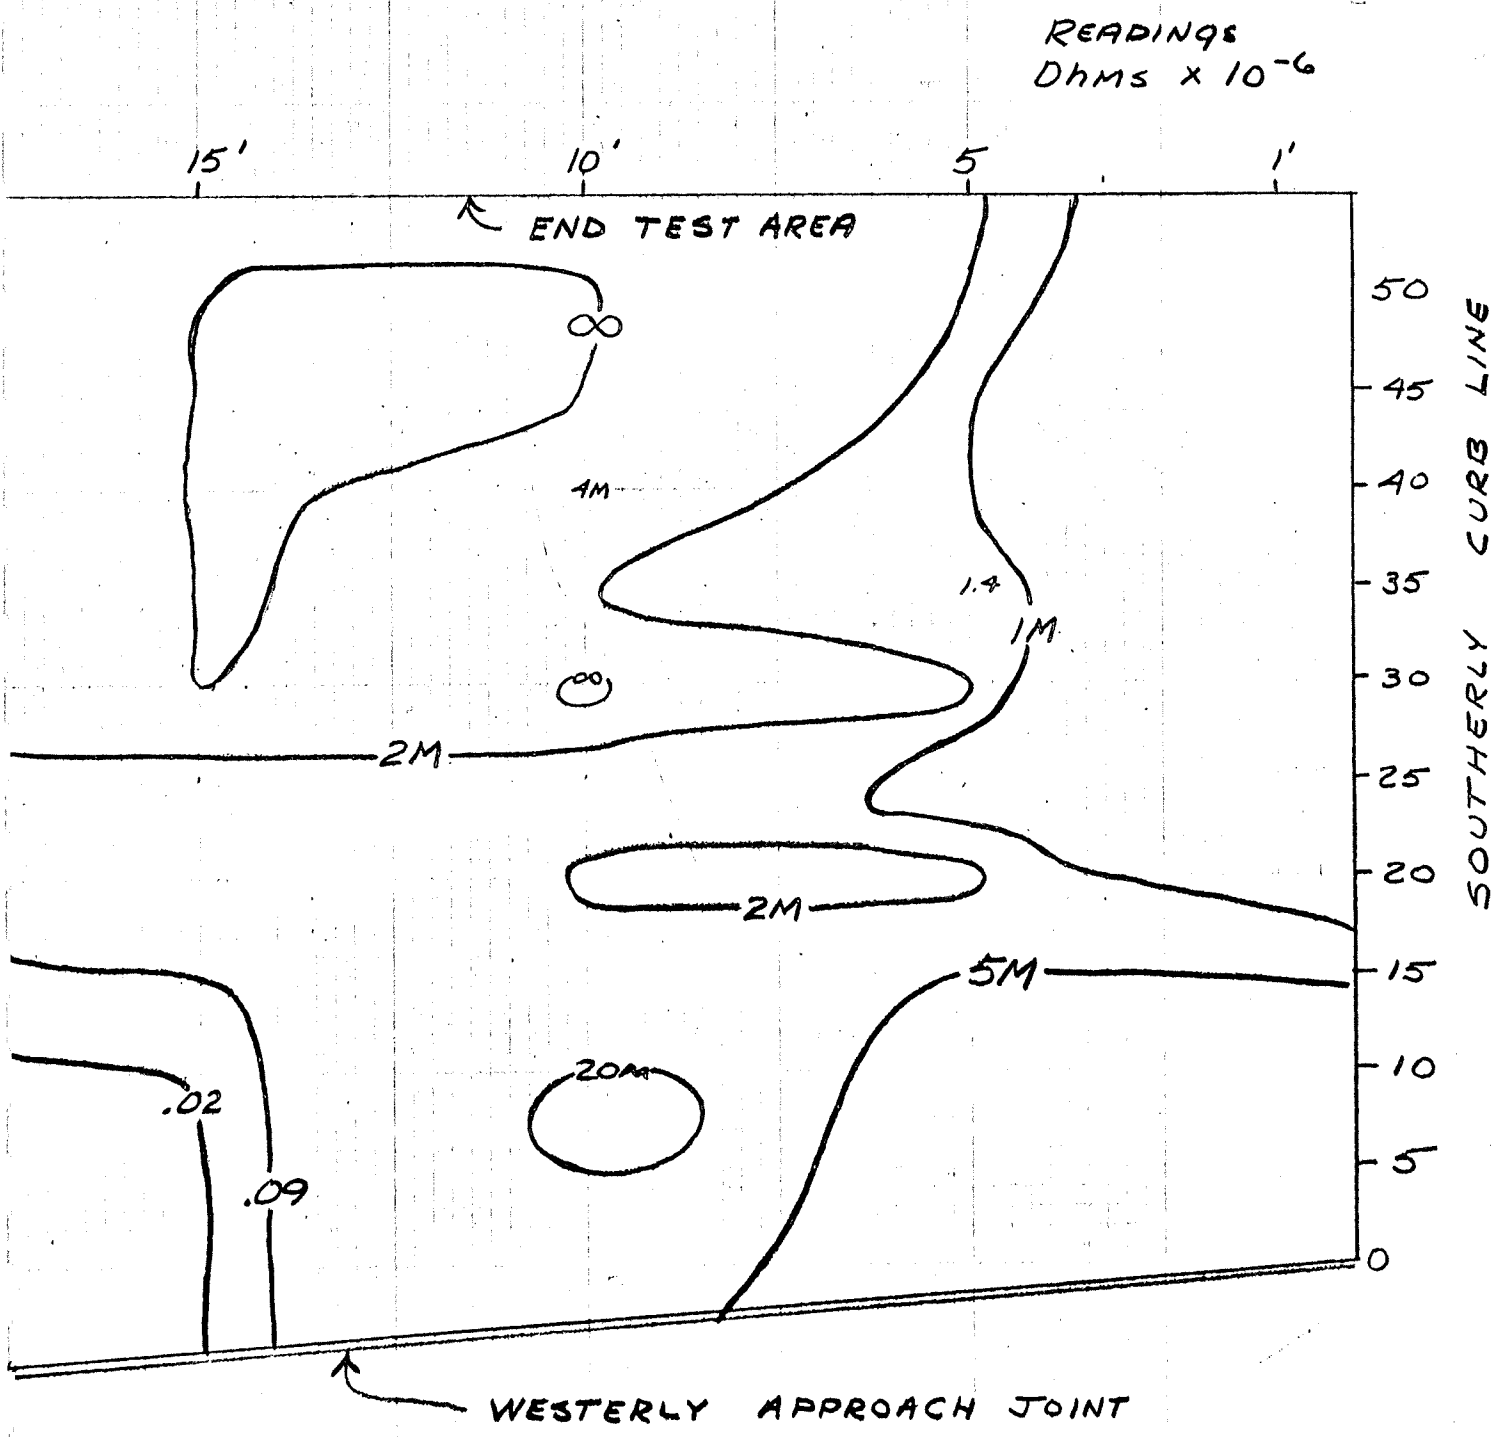 READINGS
Ohms x 10⁻⁶
15' 10' 5 1'
END TEST AREA
∞
50
45
4M
40
1.4
35
1M
∞
30
2M
25
20
2M
5M
15
20M
10
.02
5
.09
0
WESTERLY APPROACH JOINT
SOUTHERLY CURB LINE